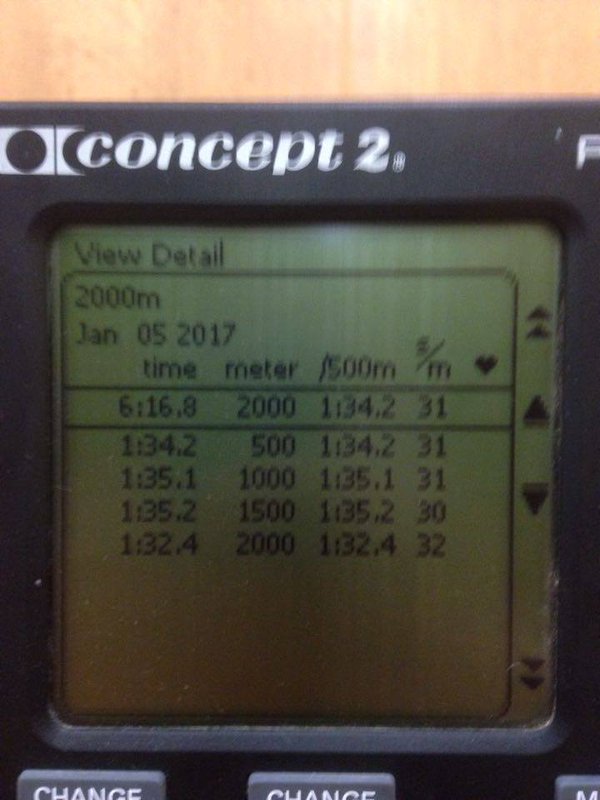 concept 2®
View Detail
2000m
Jan 05 2017
time meter /500m s/m ♥
6:16.8 2000 1:34.2 31
1:34.2 500 1:34.2 31
1:35.1 1000 1:35.1 31
1:35.2 1500 1:35.2 30
1:32.4 2000 1:32.4 32
CHANGE CHANGE